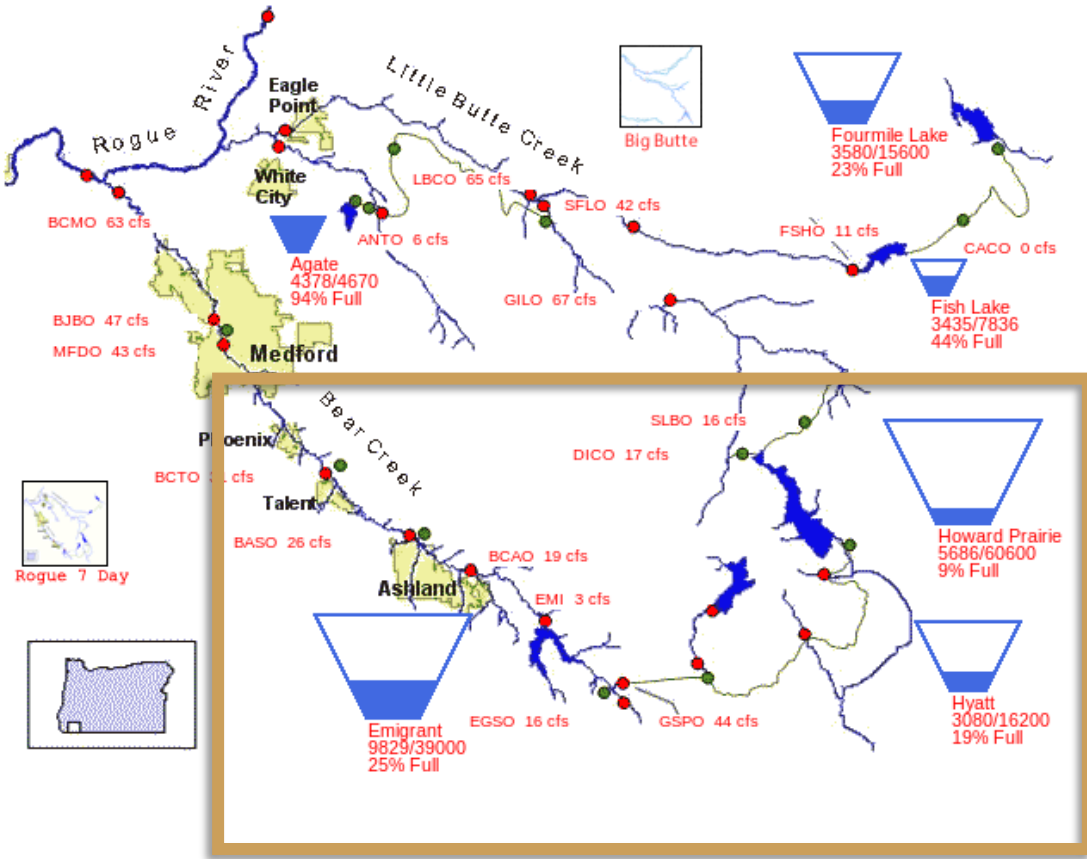 Rogue River
Eagle
Point
Little Butte Creek
Big Butte
Fourmile Lake
3580/15600
23% Full
White
City
LBCO 65 cfs
SFLO 42 cfs
BCMO 63 cfs
ANTO 6 cfs
FSHO 11 cfs
CACO 0 cfs
Agate
4378/4670
94% Full
GILO 67 cfs
Fish Lake
3435/7836
44% Full
BJBO 47 cfs
MFDO 43 cfs
Medford
Bear Creek
SLBO 16 cfs
Phoenix
DICO 17 cfs
BCTO cfs
Talent
Howard Prairie
5686/60600
9% Full
BASO 26 cfs
BCAO 19 cfs
Rogue 7 Day
Ashland
EMI 3 cfs
EGSO 16 cfs
GSPO 44 cfs
Hyatt
3080/16200
19% Full
Emigrant
9829/39000
25% Full